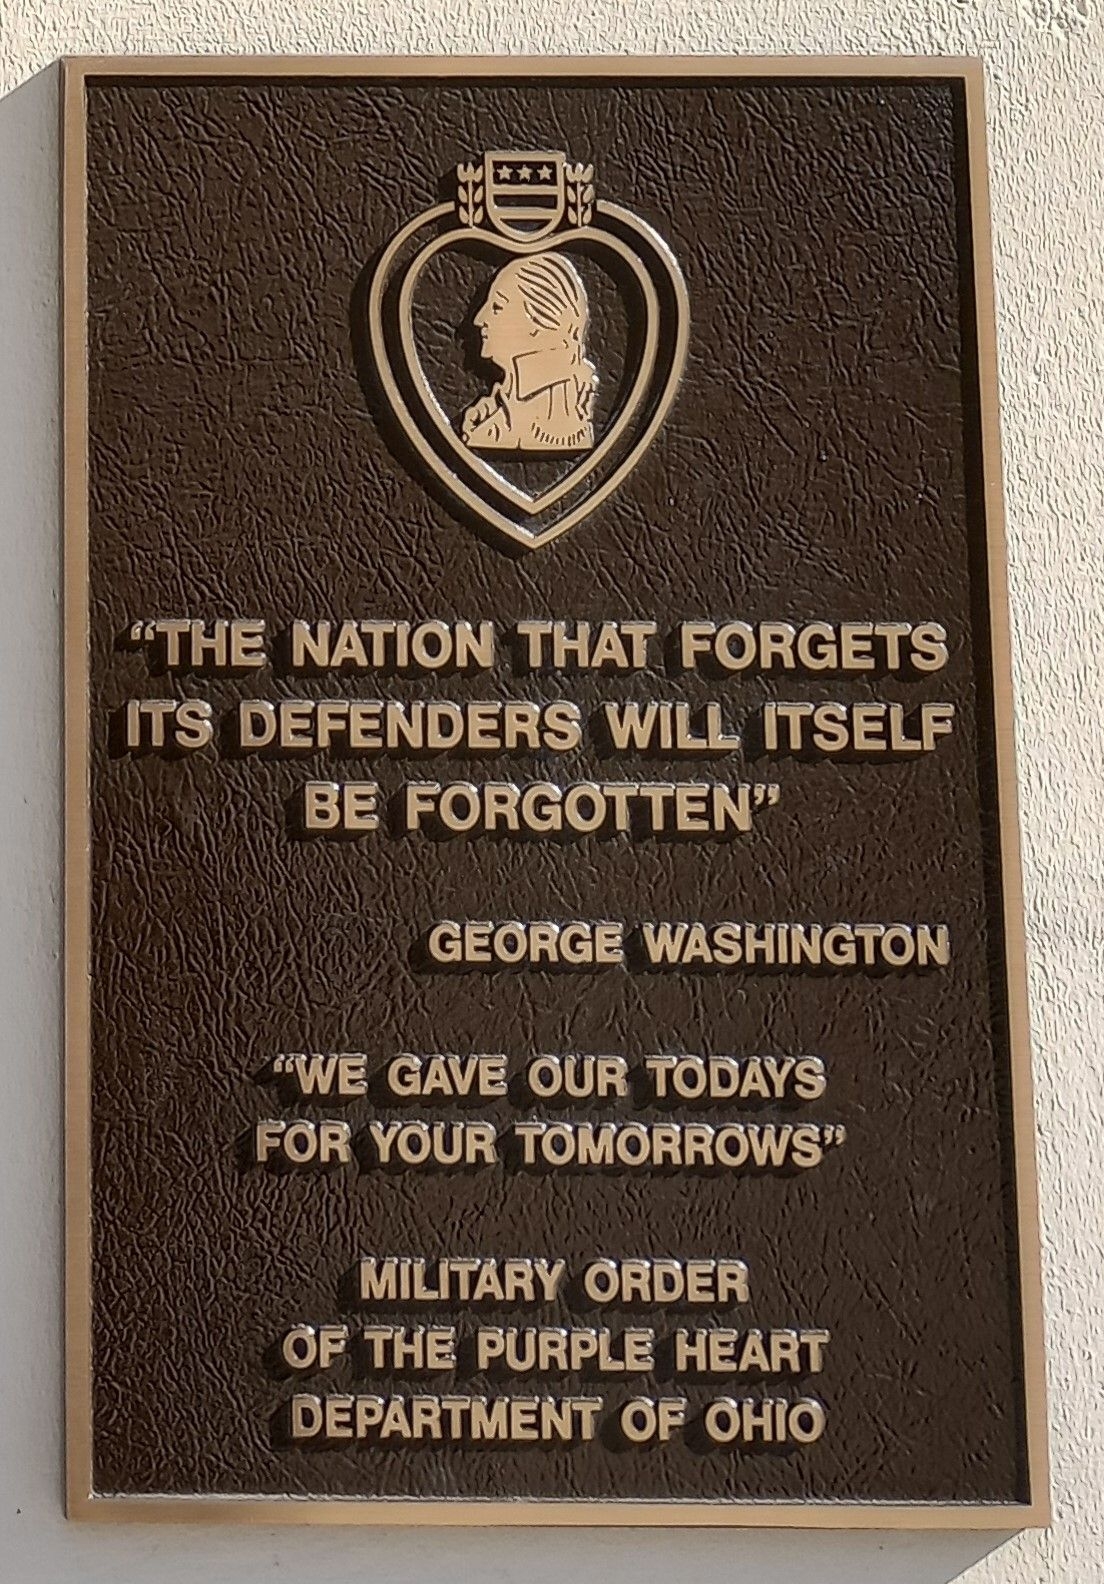 “THE NATION THAT FORGETS
ITS DEFENDERS WILL ITSELF
BE FORGOTTEN”
GEORGE WASHINGTON
“WE GAVE OUR TODAYS
FOR YOUR TOMORROWS”
MILITARY ORDER
OF THE PURPLE HEART
DEPARTMENT OF OHIO